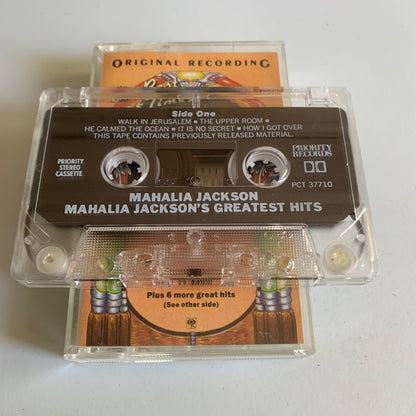 ORIGINAL RECORDING
Side One
WALK IN JERUSALEM ▪ THE UPPER ROOM ▪
HE CALMED THE OCEAN ▪ IT IS NO SECRET ▪ HOW I GOT OVER
THIS TAPE CONTAINS PREVIOUSLY RELEASED MATERIAL.
PRIORITY
STEREO
CASSETTE
PRIORITY
RECORDS
PCT 37710
MAHALIA JACKSON
MAHALIA JACKSON'S GREATEST HITS
Plus 6 more great hits
(See other side)